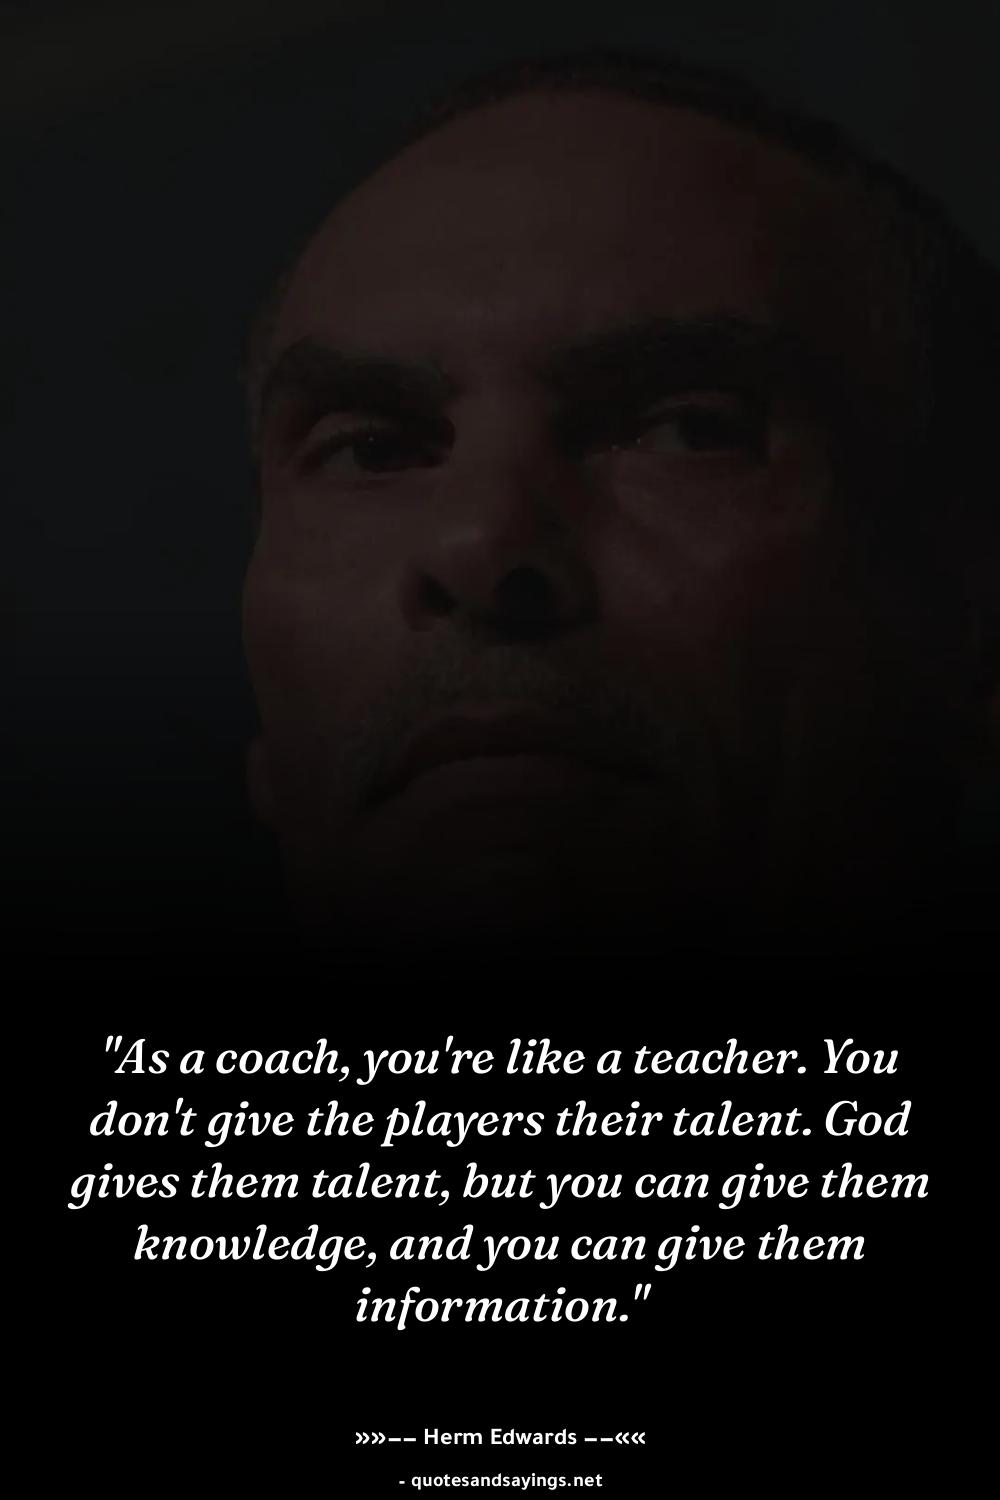 "As a coach, you're like a teacher. You
don't give the players their talent. God
gives them talent, but you can give them
knowledge, and you can give them
information."
»»–– Herm Edwards ––««
- quotesandsayings.net